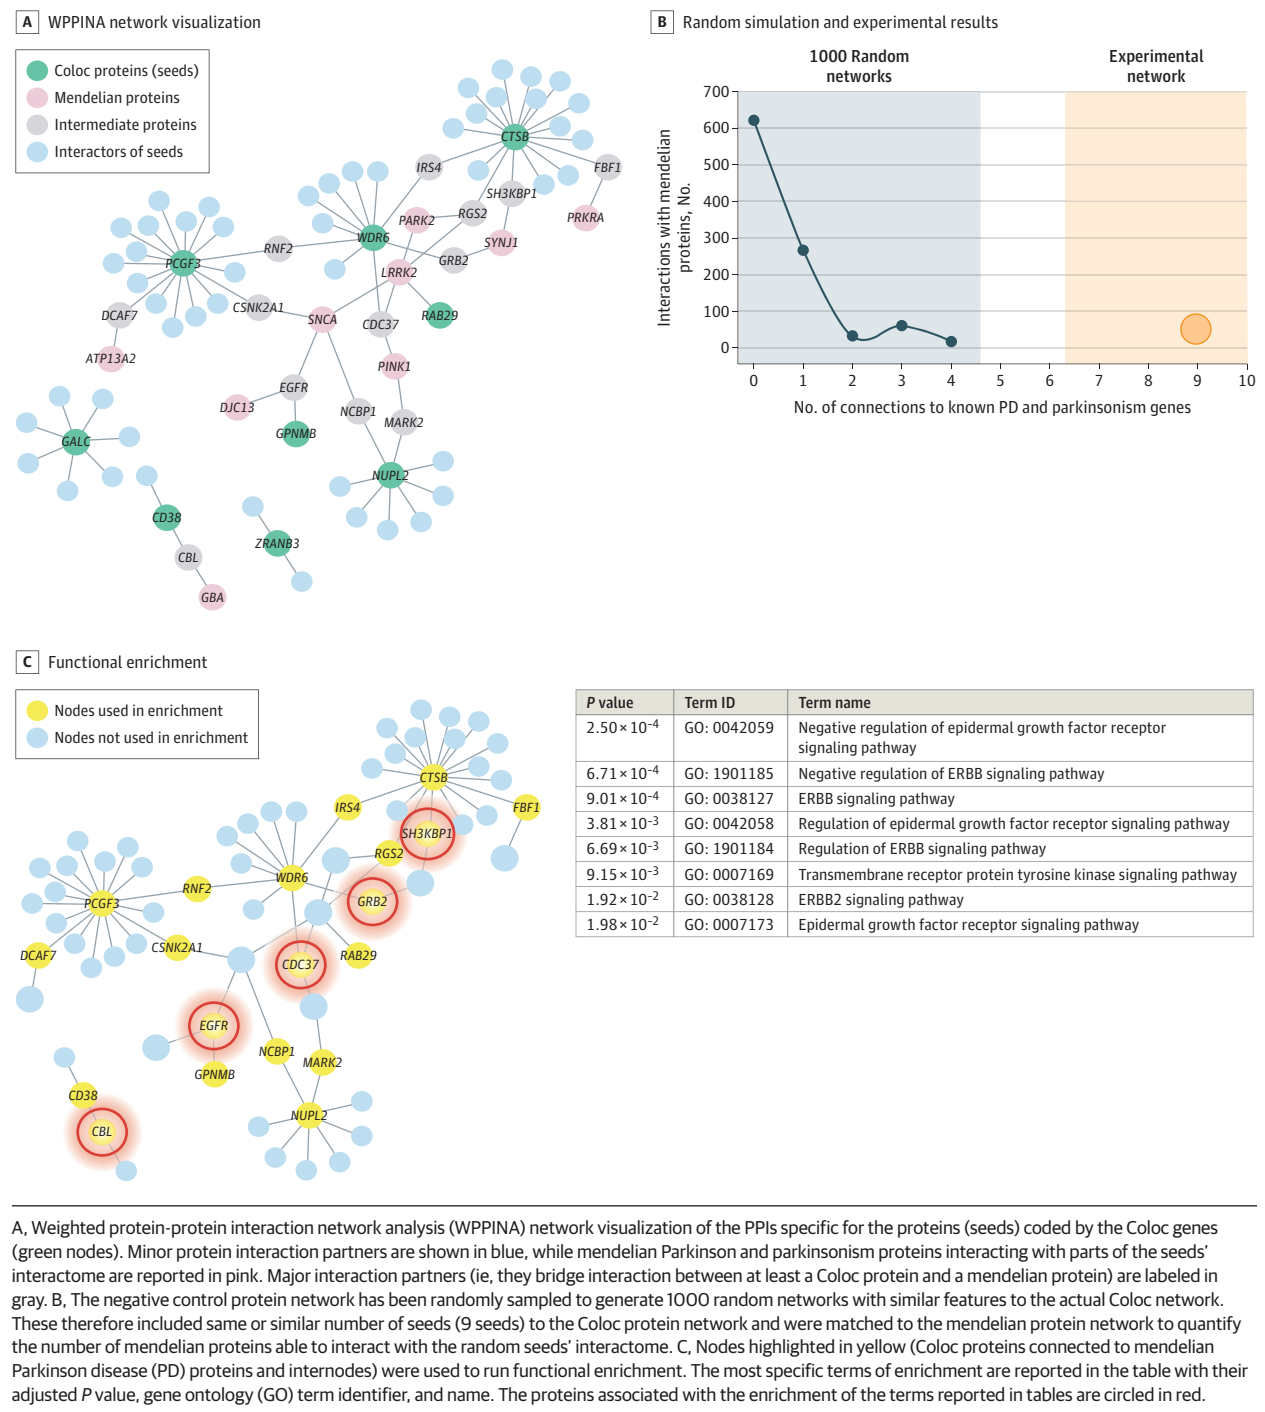 A WPPINA network visualization
Coloc proteins (seeds)
Mendelian proteins
Intermediate proteins
Interactors of seeds
CTSB
IRS4
FBF1
SH3KBP1
PARK2
RGS2
PRKRA
WDR6
SYNJ1
RNF2
GRB2
PCGF3
LRRK2
CSNK2A1
DCAF7
SNCA
CDC37
RAB29
ATP13A2
PINK1
EGFR
DJC13
NCBP1
MARK2
GPNMB
GALC
NUPL2
CD38
ZRANB3
CBL
GBA
B Random simulation and experimental results
1000 Random
networks
Experimental
network
Interactions with mendelian
proteins, No.
700
600
500
400
300
200
100
0
0 1 2 3 4 5 6 7 8 9 10
No. of connections to known PD and parkinsonism genes
C Functional enrichment
Nodes used in enrichment
Nodes not used in enrichment
CTSB
IRS4
FBF1
SH3KBP1
RGS2
WDR6
RNF2
GRB2
PCGF3
CSNK2A1
DCAF7
CDC37
RAB29
EGFR
NCBP1
MARK2
GPNMB
CD38
NUPL2
CBL
P value Term ID Term name
2.50 × 10⁻⁴ GO: 0042059 Negative regulation of epidermal growth factor receptor
signaling pathway
6.71 × 10⁻⁴ GO: 1901185 Negative regulation of ERBB signaling pathway
9.01 × 10⁻⁴ GO: 0038127 ERBB signaling pathway
3.81 × 10⁻³ GO: 0042058 Regulation of epidermal growth factor receptor signaling pathway
6.69 × 10⁻³ GO: 1901184 Regulation of ERBB signaling pathway
9.15 × 10⁻³ GO: 0007169 Transmembrane receptor protein tyrosine kinase signaling pathway
1.92 × 10⁻² GO: 0038128 ERBB2 signaling pathway
1.98 × 10⁻² GO: 0007173 Epidermal growth factor receptor signaling pathway
A, Weighted protein-protein interaction network analysis (WPPINA) network visualization of the PPIs specific for the proteins (seeds) coded by the Coloc genes
(green nodes). Minor protein interaction partners are shown in blue, while mendelian Parkinson and parkinsonism proteins interacting with parts of the seeds'
interactome are reported in pink. Major interaction partners (ie, they bridge interaction between at least a Coloc protein and a mendelian protein) are labeled in
gray. B, The negative control protein network has been randomly sampled to generate 1000 random networks with similar features to the actual Coloc network.
These therefore included same or similar number of seeds (9 seeds) to the Coloc protein network and were matched to the mendelian protein network to quantify
the number of mendelian proteins able to interact with the random seeds' interactome. C, Nodes highlighted in yellow (Coloc proteins connected to mendelian
Parkinson disease (PD) proteins and internodes) were used to run functional enrichment. The most specific terms of enrichment are reported in the table with their
adjusted P value, gene ontology (GO) term identifier, and name. The proteins associated with the enrichment of the terms reported in tables are circled in red.